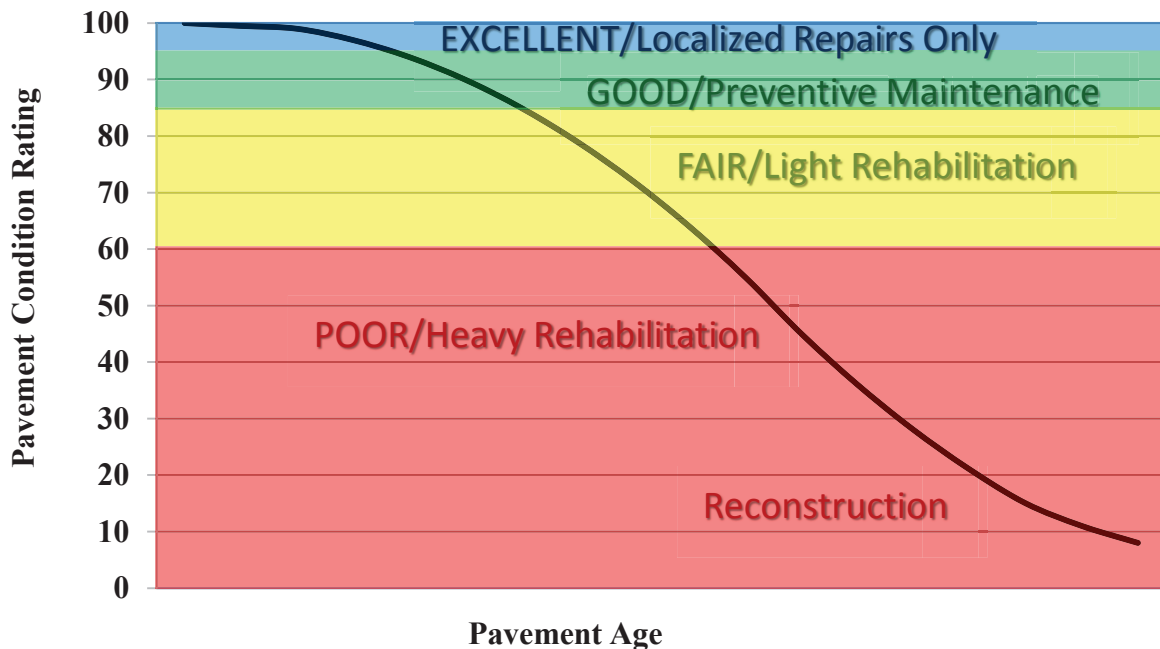 100
EXCELLENT/Localized Repairs Only
90
GOOD/Preventive Maintenance
80
FAIR/Light Rehabilitation
70
60
50
POOR/Heavy Rehabilitation
40
30
20
Reconstruction
10
0
Pavement Condition Rating
Pavement Age